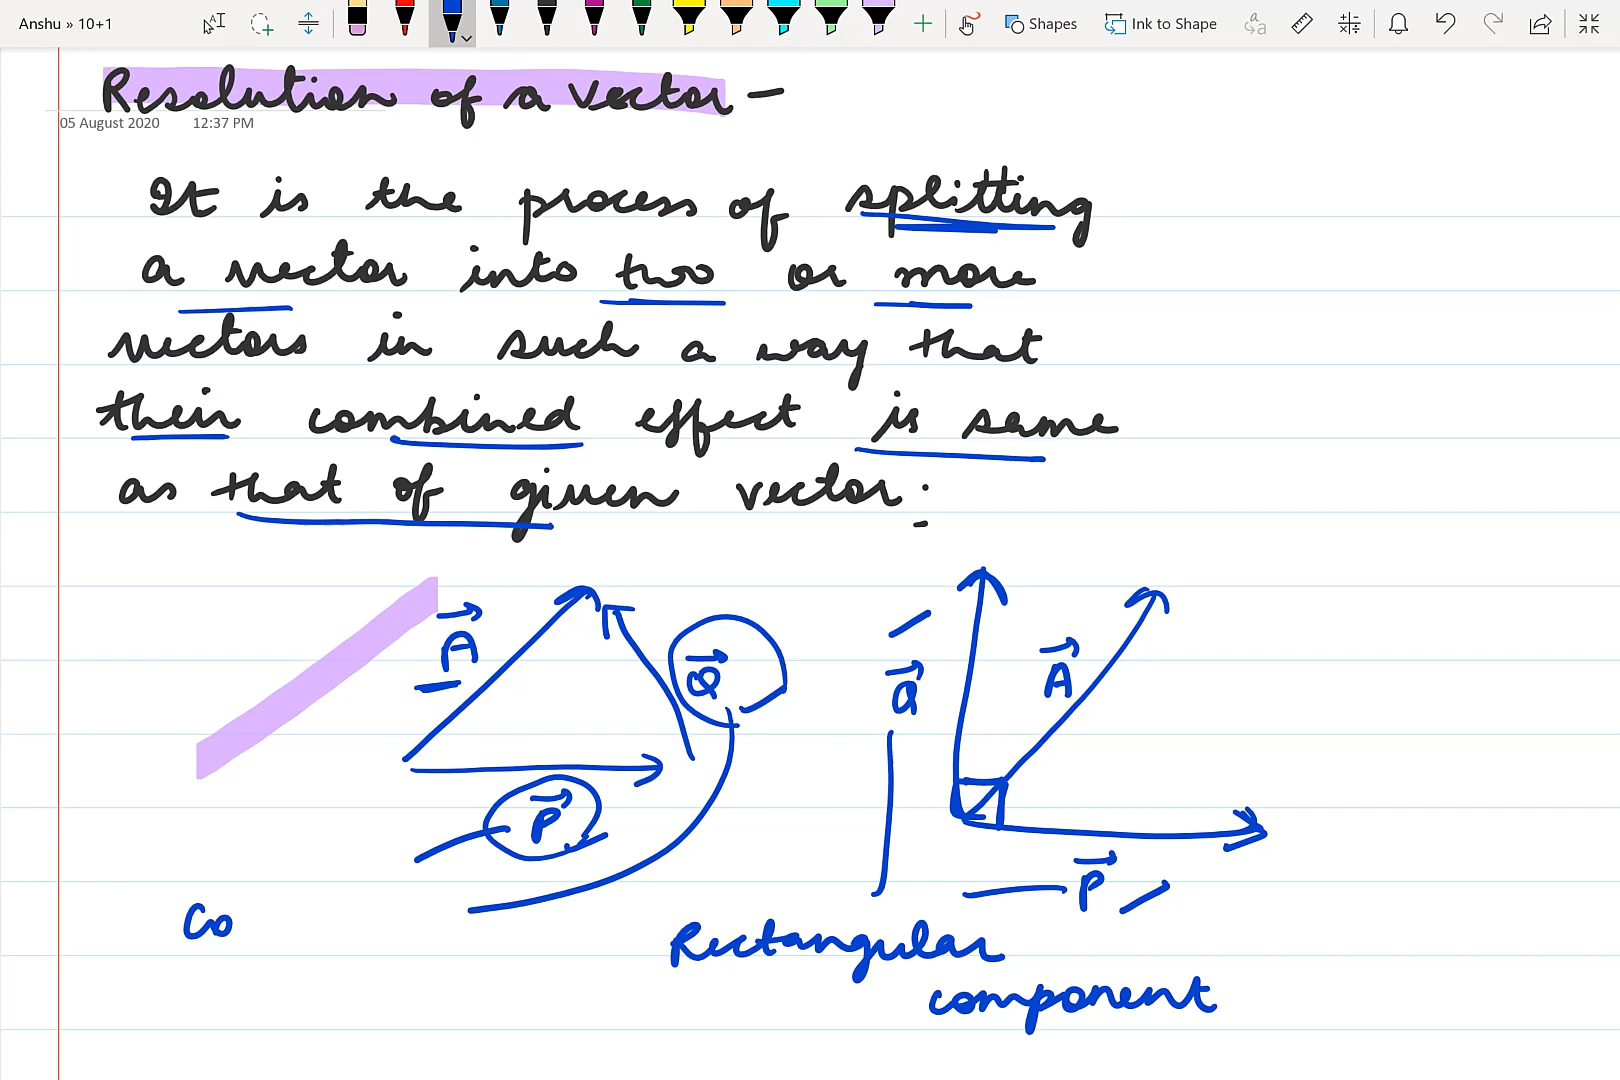 Anshu » 10+1
Shapes
Ink to Shape
Resolution of a vector -
05 August 2020 12:37 PM
It is the process of splitting
a vector into two or more
vectors in such a way that
their combined effect is same
as that of given vector:
A
Q
P
Q
A
P
Co
Rectangular
component